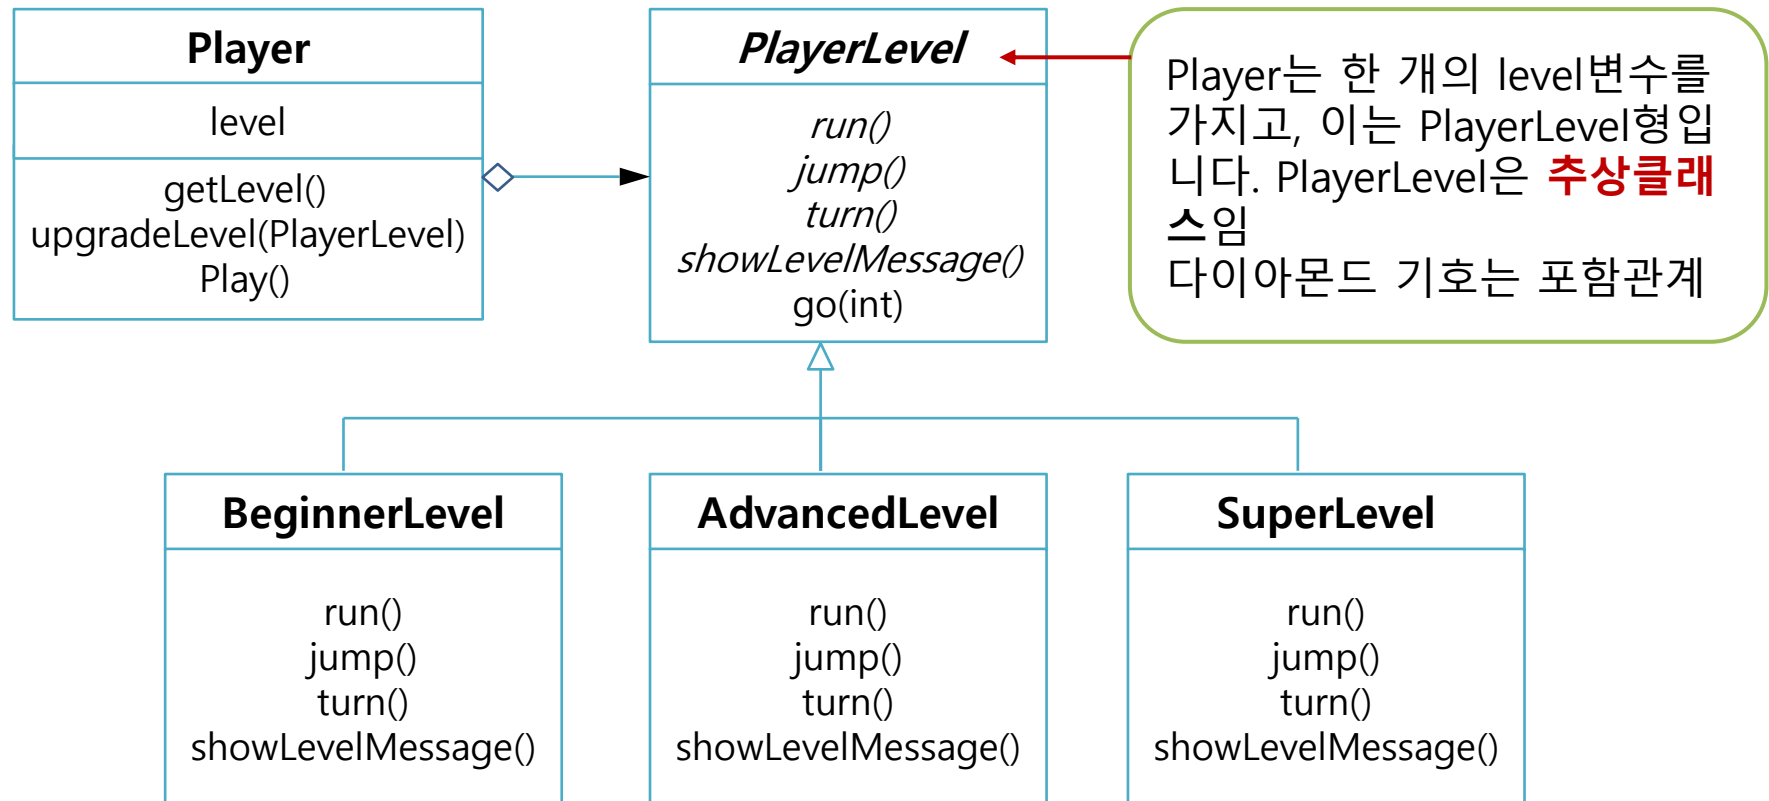 Player
level
getLevel()
upgradeLevel(PlayerLevel)
Play()
PlayerLevel
run()
jump()
turn()
showLevelMessage()
go(int)
Player는 한 개의 level변수를
가지고, 이는 PlayerLevel형입
니다. PlayerLevel은 추상클래
스임
다이아몬드 기호는 포함관계
BeginnerLevel
run()
jump()
turn()
showLevelMessage()
AdvancedLevel
run()
jump()
turn()
showLevelMessage()
SuperLevel
run()
jump()
turn()
showLevelMessage()